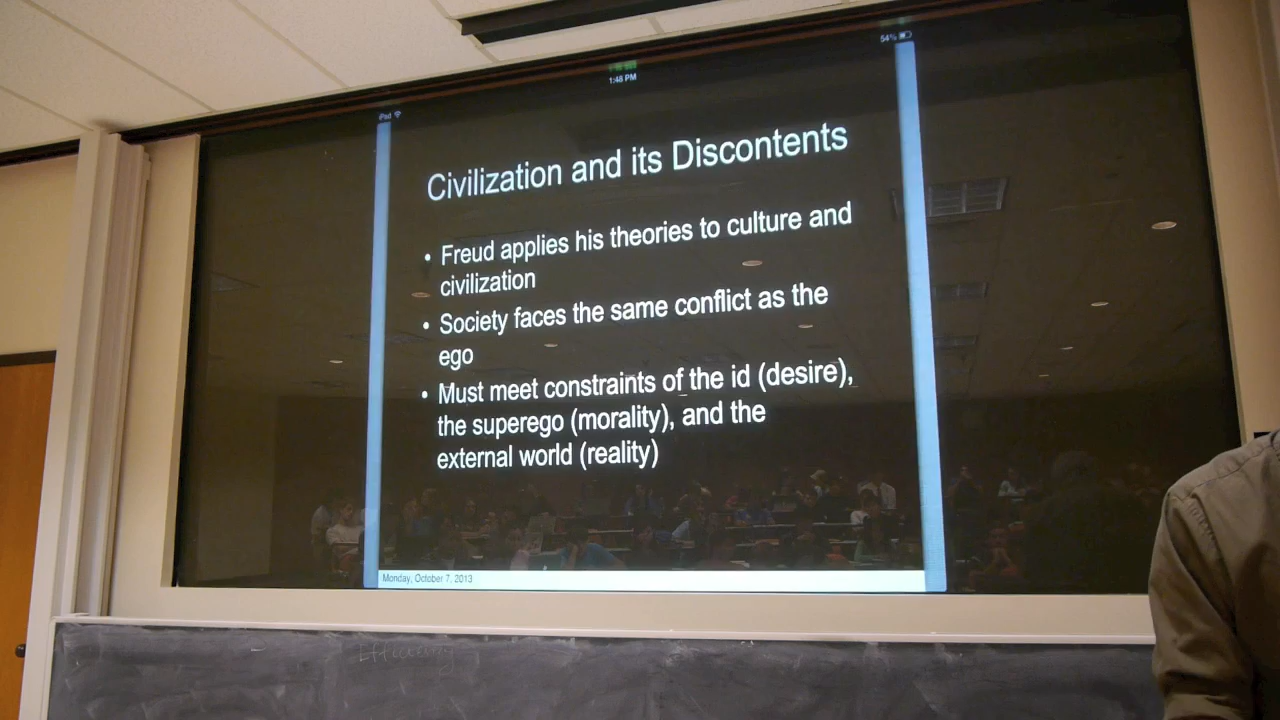 54%
1:48 PM
iPad
Civilization and its Discontents
• Freud applies his theories to culture and
civilization
• Society faces the same conflict as the
ego
• Must meet constraints of the id (desire),
the superego (morality), and the
external world (reality)
Monday, October 7, 2013
Efficiency